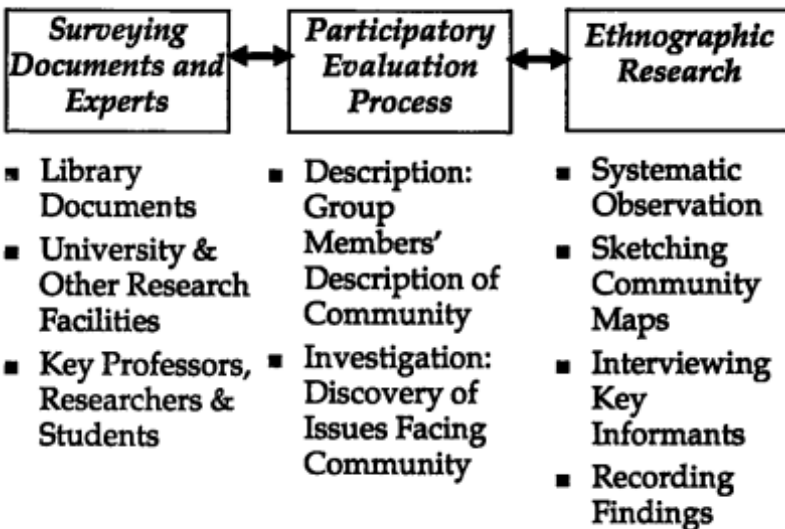 Surveying
Documents and
Experts
Participatory
Evaluation
Process
Ethnographic
Research
■ Library
Documents
■ University &
Other Research
Facilities
■ Key Professors,
Researchers &
Students
■ Description:
Group
Members'
Description of
Community
■ Investigation:
Discovery of
Issues Facing
Community
■ Systematic
Observation
■ Sketching
Community
Maps
■ Interviewing
Key
Informants
■ Recording
Findings